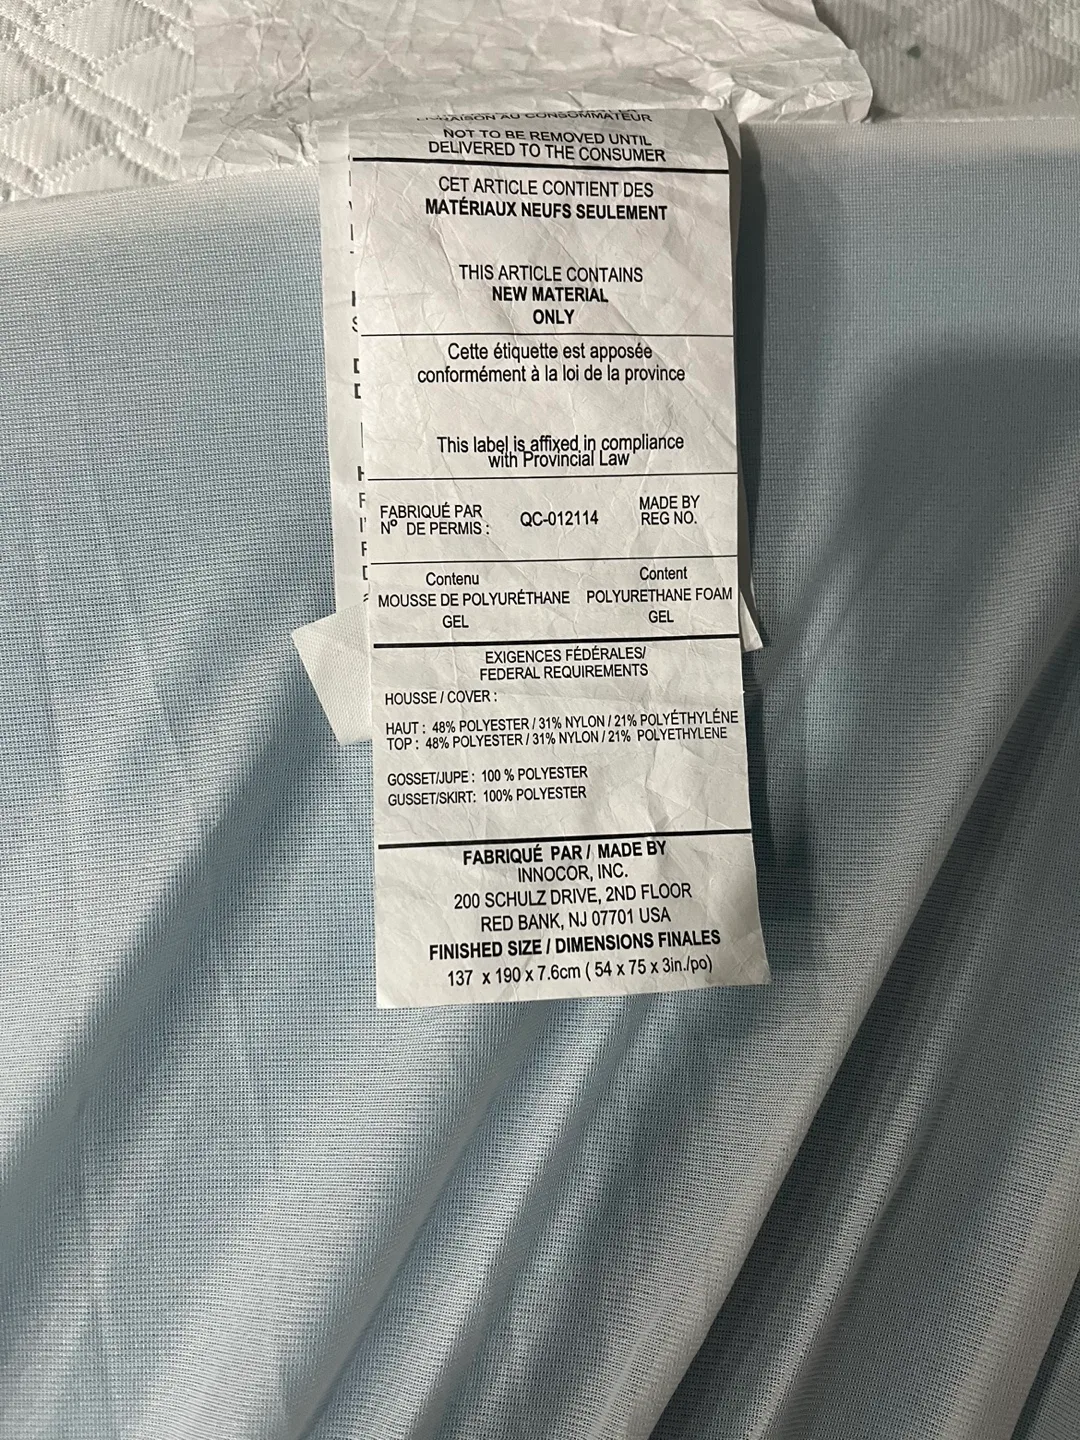 LIVRAISON AU CONSOMMATEUR
NOT TO BE REMOVED UNTIL
DELIVERED TO THE CONSUMER
CET ARTICLE CONTIENT DES
MATÉRIAUX NEUFS SEULEMENT
THIS ARTICLE CONTAINS
NEW MATERIAL
ONLY
Cette étiquette est apposée
conformément à la loi de la province
This label is affixed in compliance
with Provincial Law
FABRIQUÉ PAR
Nº DE PERMIS :
QC-012114
MADE BY
REG NO.
Contenu
MOUSSE DE POLYURÉTHANE
GEL
Content
POLYURETHANE FOAM
GEL
EXIGENCES FÉDÉRALES/
FEDERAL REQUIREMENTS
HOUSSE / COVER :
HAUT : 48% POLYESTER / 31% NYLON / 21% POLYÉTHYLÉNE
TOP : 48% POLYESTER / 31% NYLON / 21% POLYETHYLENE
GOSSET/JUPE : 100 % POLYESTER
GUSSET/SKIRT: 100% POLYESTER
FABRIQUÉ PAR / MADE BY
INNOCOR, INC.
200 SCHULZ DRIVE, 2ND FLOOR
RED BANK, NJ 07701 USA
FINISHED SIZE / DIMENSIONS FINALES
137 x 190 x 7.6cm ( 54 x 75 x 3in./po)